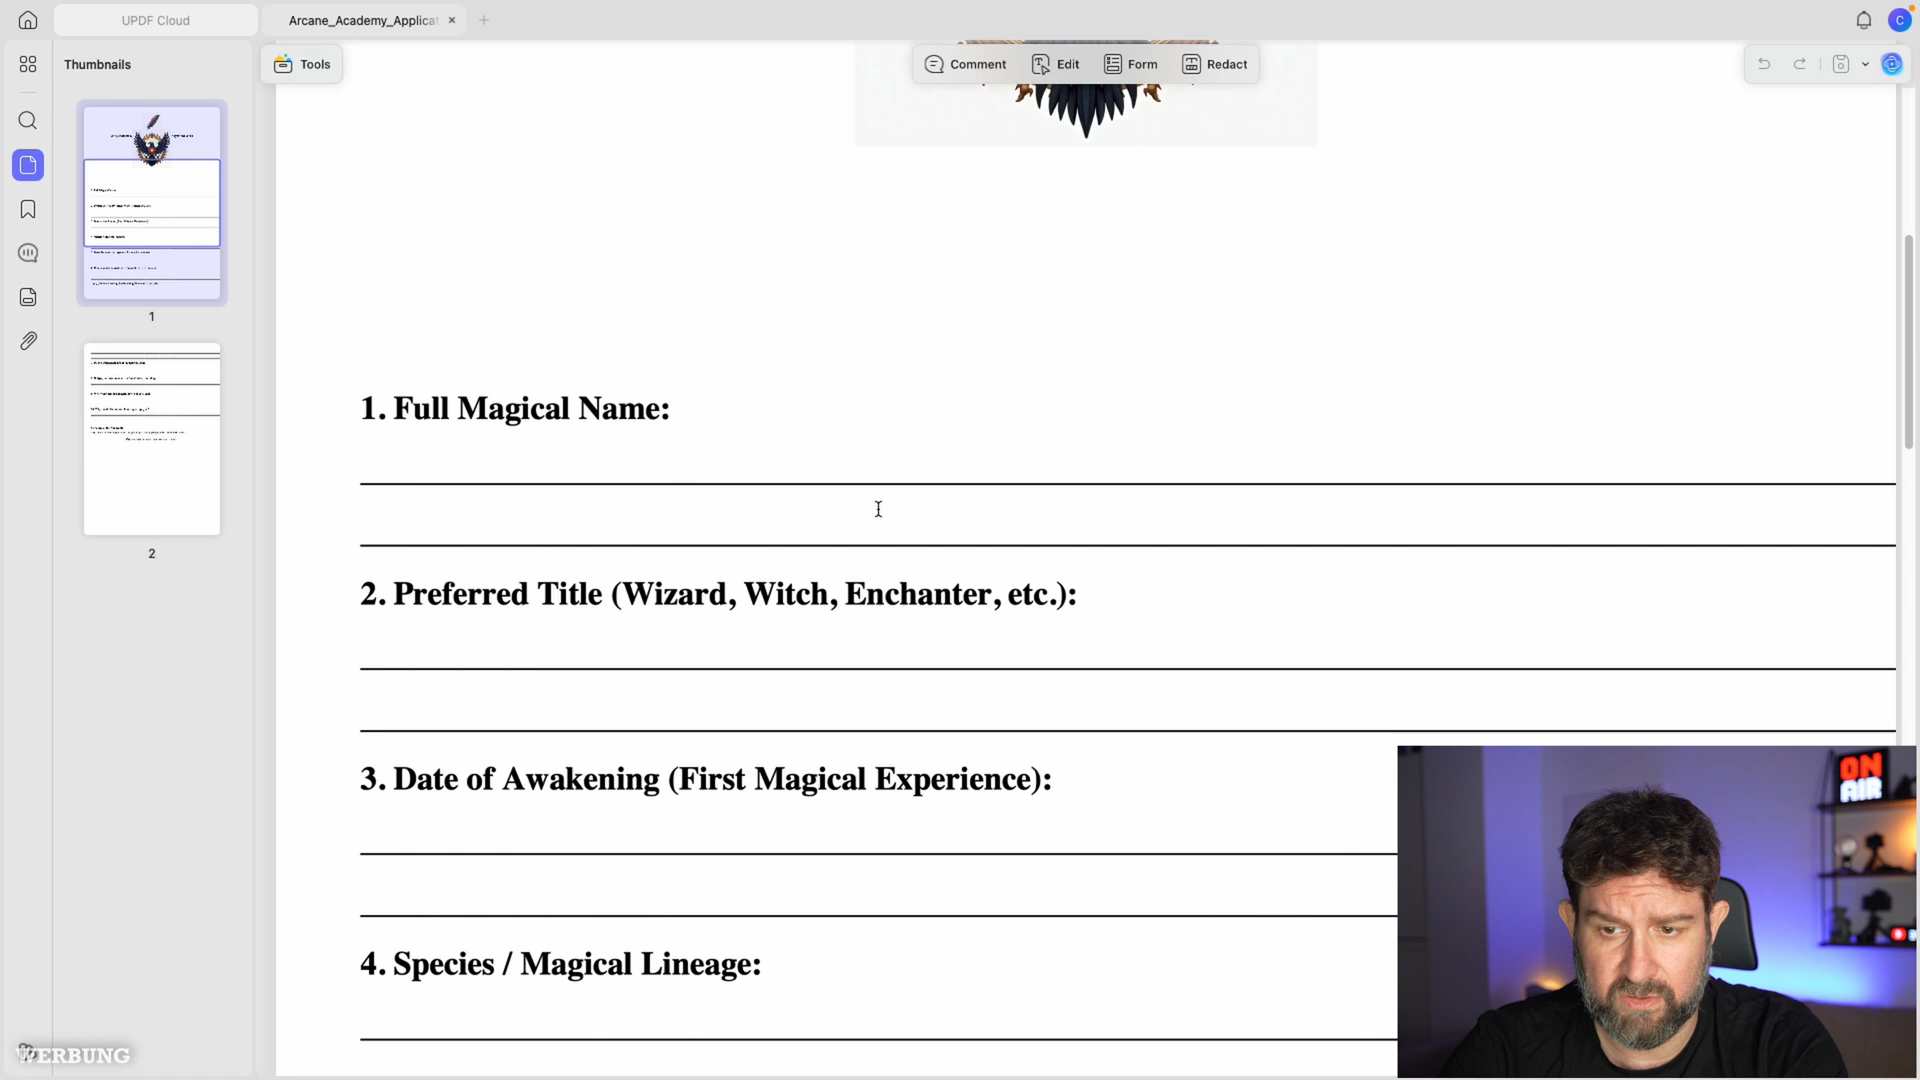 UPDF Cloud
Arcane_Academy_Applicat
Thumbnails
Tools
Comment
Edit
Form
Redact
C
1
2
1. Full Magical Name:
2. Preferred Title (Wizard, Witch, Enchanter, etc.):
3. Date of Awakening (First Magical Experience):
4. Species / Magical Lineage:
ON
AIR
WERBUNG